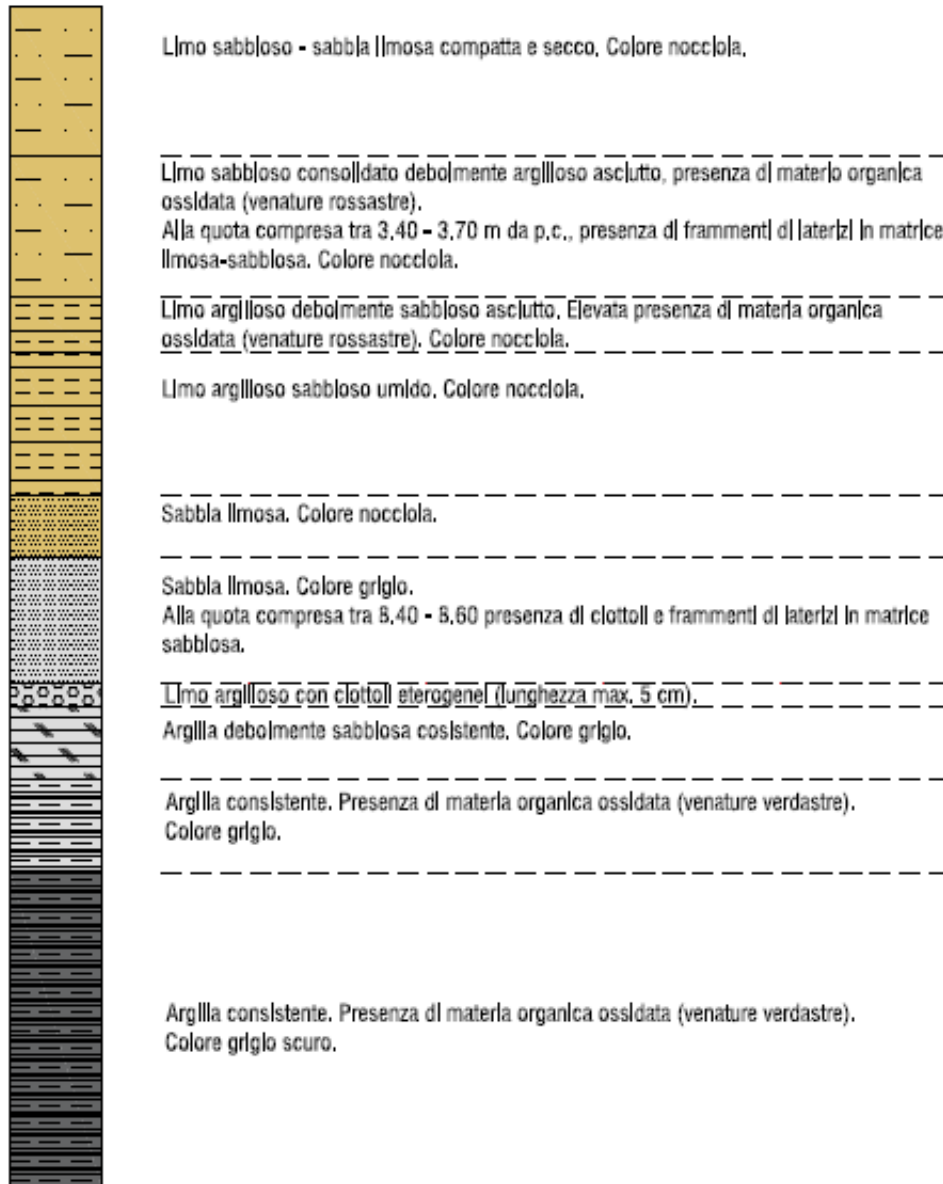 Limo sabbioso - sabbia limosa compatta e secco. Colore nocciola.
Limo sabbioso consolidato debolmente argilloso asciutto, presenza di materio organica
ossidata (venature rossastre).
Alla quota compresa tra 3.40 - 3.70 m da p.c., presenza di frammenti di laterizi in matrice
limosa-sabbiosa. Colore nocciola.
Limo argilloso debolmente sabbioso asciutto. Elevata presenza di materia organica
ossidata (venature rossastre). Colore nocciola.
Limo argilloso sabbioso umido. Colore nocciola.
Sabbia limosa. Colore nocciola.
Sabbia limosa. Colore grigio.
Alla quota compresa tra 8.40 - 8.60 presenza di ciottoli e frammenti di laterizi in matrice
sabbiosa.
Limo argilloso con ciottoli eterogenei (lunghezza max. 5 cm).
Argilla debolmente sabbiosa cosistente. Colore grigio.
Argilla consistente. Presenza di materia organica ossidata (venature verdastre).
Colore grigio.
Argilla consistente. Presenza di materia organica ossidata (venature verdastre).
Colore grigio scuro.